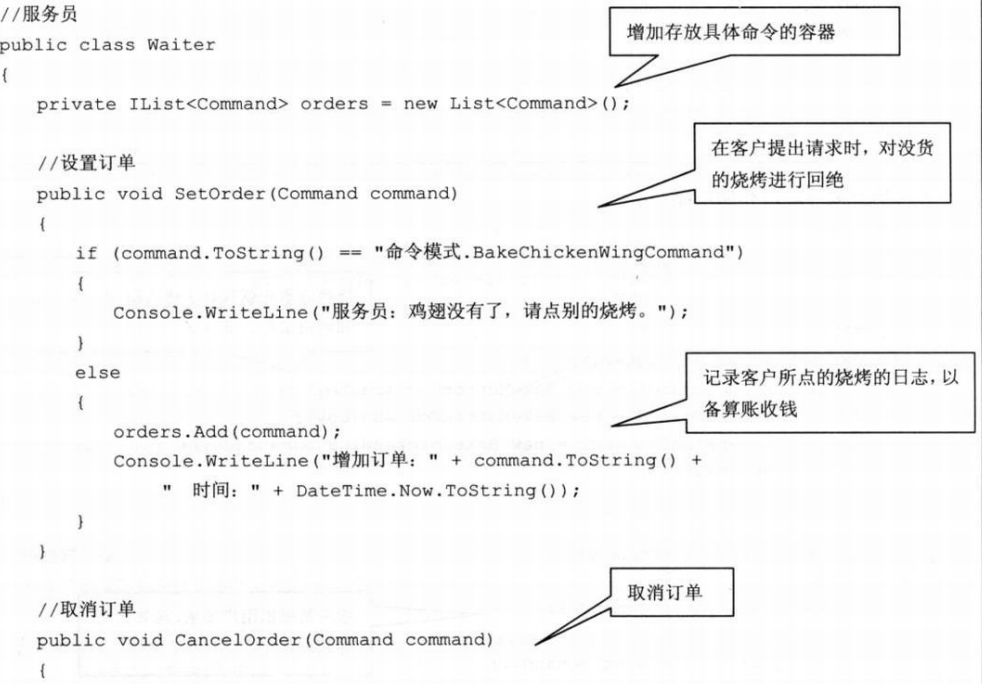 //服务员
public class Waiter
{
增加存放具体命令的容器
private IList<Command> orders = new List<Command>();
//设置订单
public void SetOrder(Command command)
在客户提出请求时，对没货
的烧烤进行回绝
{
if (command.ToString() == "命令模式.BakeChickenWingCommand")
{
Console.WriteLine("服务员：鸡翅没有了，请点别的烧烤。");
}
else
{
记录客户所点的烧烤的日志，以
备算账收钱
orders.Add(command);
Console.WriteLine("增加订单：" + command.ToString() +
" 时间：" + DateTime.Now.ToString());
}
}
//取消订单
取消订单
public void CancelOrder(Command command)
{